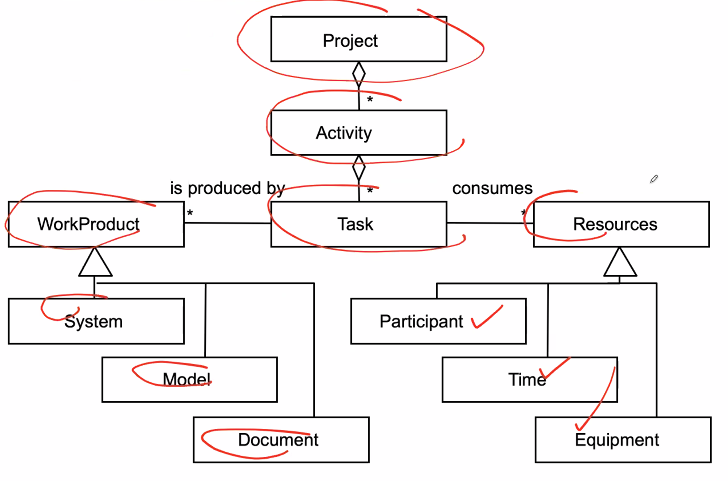 Project
*
Activity
is produced by
*
consumes
WorkProduct
*
Task
*
Resources
System
Participant
Model
Time
Document
Equipment